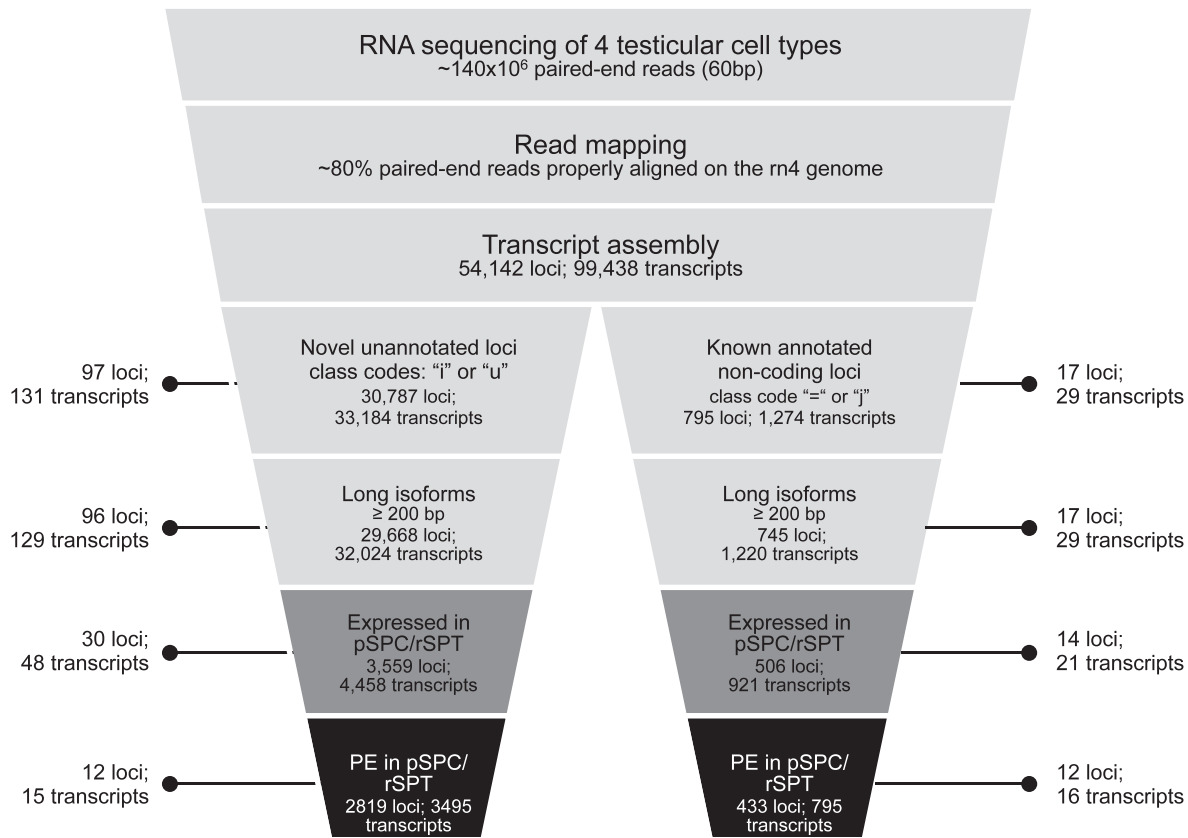 RNA sequencing of 4 testicular cell types
~140x10⁶ paired-end reads (60bp)
Read mapping
~80% paired-end reads properly aligned on the rn4 genome
Transcript assembly
54,142 loci; 99,438 transcripts
97 loci;
131 transcripts
Novel unannotated loci
class codes: “i” or “u”
30,787 loci;
33,184 transcripts
Known annotated
non-coding loci
class code “=“ or “j”
795 loci; 1,274 transcripts
17 loci;
29 transcripts
96 loci;
129 transcripts
Long isoforms
≥ 200 bp
29,668 loci;
32,024 transcripts
Long isoforms
≥ 200 bp
745 loci;
1,220 transcripts
17 loci;
29 transcripts
30 loci;
48 transcripts
Expressed in
pSPC/rSPT
3,559 loci;
4,458 transcripts
Expressed in
pSPC/rSPT
506 loci;
921 transcripts
14 loci;
21 transcripts
12 loci;
15 transcripts
PE in pSPC/
rSPT
2819 loci; 3495
transcripts
PE in pSPC/
rSPT
433 loci; 795
transcripts
12 loci;
16 transcripts